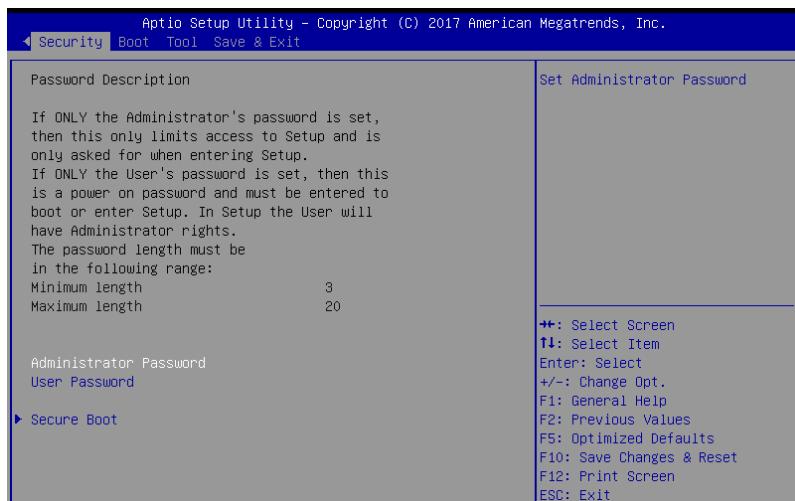 Aptio Setup Utility – Copyright (C) 2017 American Megatrends, Inc.
Security Boot Tool Save & Exit
Password Description
If ONLY the Administrator's password is set,
then this only limits access to Setup and is
only asked for when entering Setup.
If ONLY the User's password is set, then this
is a power on password and must be entered to
boot or enter Setup. In Setup the User will
have Administrator rights.
The password length must be
in the following range:
Minimum length 3
Maximum length 20
Administrator Password
User Password
Secure Boot
Set Administrator Password
→←: Select Screen
↑↓: Select Item
Enter: Select
+/-: Change Opt.
F1: General Help
F2: Previous Values
F5: Optimized Defaults
F10: Save Changes & Reset
F12: Print Screen
ESC: Exit